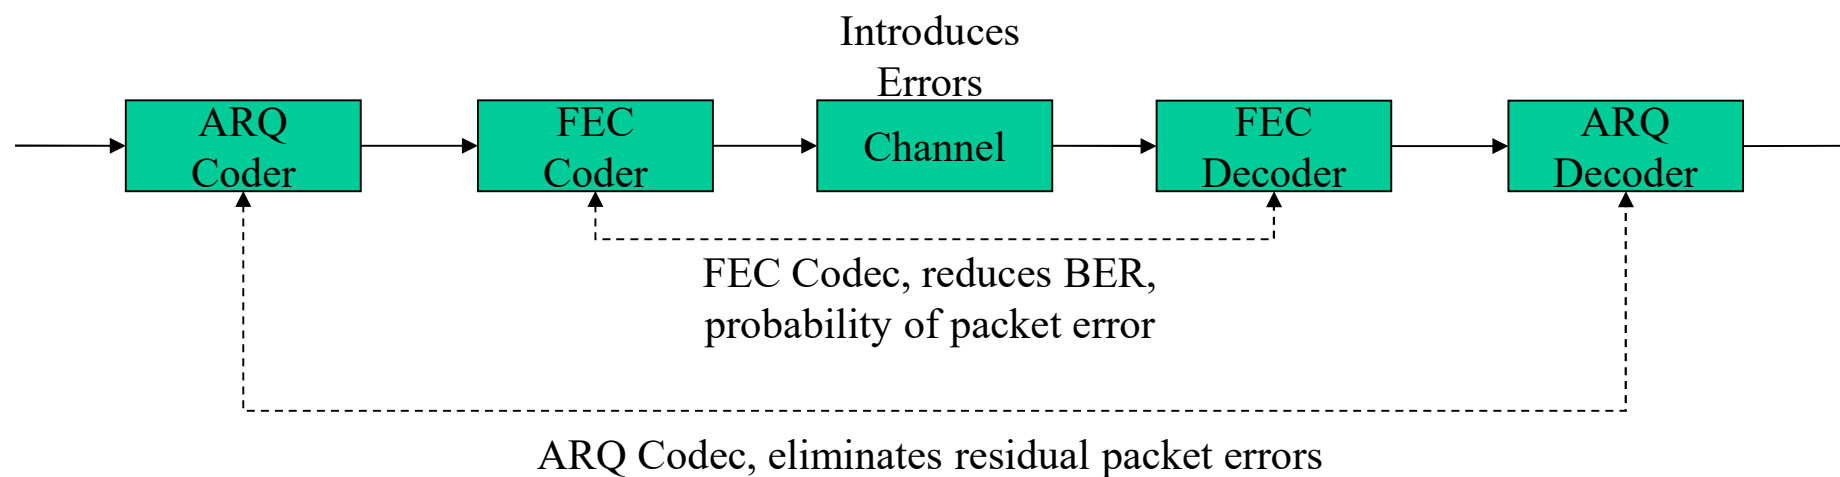 Introduces
Errors
ARQ
Coder
FEC
Coder
Channel
FEC
Decoder
ARQ
Decoder
FEC Codec, reduces BER,
probability of packet error
ARQ Codec, eliminates residual packet errors